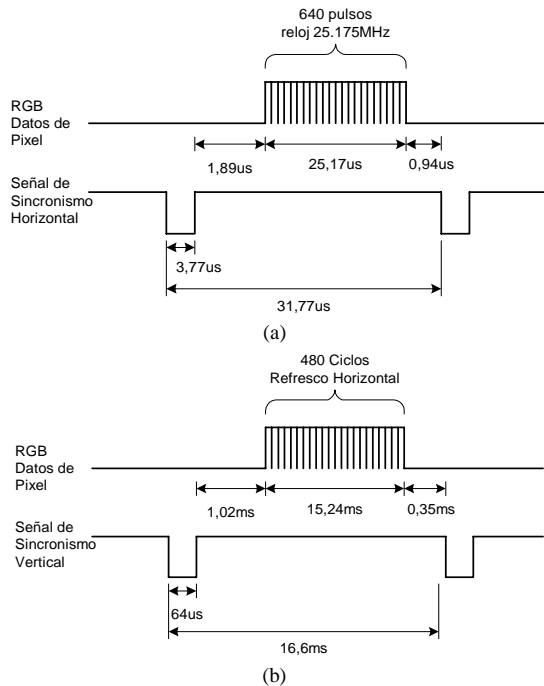 640 pulsos
reloj 25.175MHz
RGB
Datos de
Pixel
1,89us
25,17us
0,94us
Señal de
Sincronismo
Horizontal
3,77us
31,77us
(a)
480 Ciclos
Refresco Horizontal
RGB
Datos de
Pixel
1,02ms
15,24ms
0,35ms
Señal de
Sincronismo
Vertical
64us
16,6ms
(b)